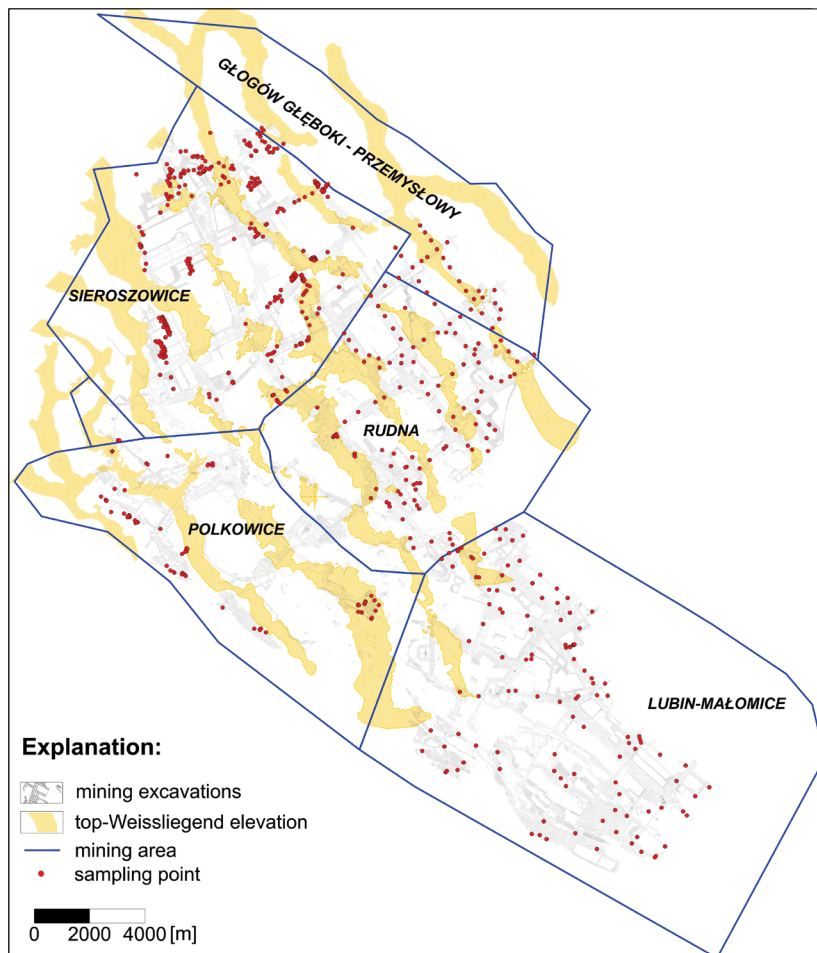 GŁOGÓW GŁĘBOKI - PRZEMYSŁOWY
SIEROSZOWICE
RUDNA
POLKOWICE
LUBIN-MAŁOMICE
Explanation:
mining excavations
top-Weissliegend elevation
mining area
sampling point
0 2000 4000 [m]